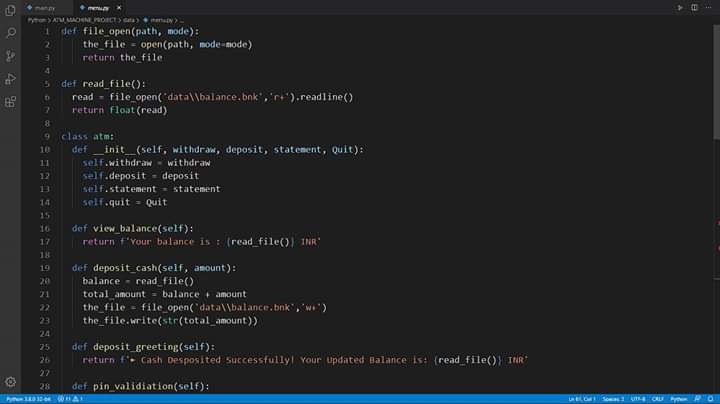 main.py menu.py ×
Python > ATM_MACHINE_PROJECT > data > menu.py > ...
1 def file_open(path, mode):
2 the_file = open(path, mode=mode)
3 return the_file
4
5 def read_file():
6 read = file_open('data\\balance.bnk','r+').readline()
7 return float(read)
8
9 class atm:
10 def __init__(self, withdraw, deposit, statement, Quit):
11 self.withdraw = withdraw
12 self.deposit = deposit
13 self.statement = statement
14 self.quit = Quit
15
16 def view_balance(self):
17 return f'Your balance is : {read_file()} INR'
18
19 def deposit_cash(self, amount):
20 balance = read_file()
21 total_amount = balance + amount
22 the_file = file_open('data\\balance.bnk','w+')
23 the_file.write(str(total_amount))
24
25 def deposit_greeting(self):
26 return f'► Cash Desposited Successfully! Your Updated Balance is: {read_file()} INR'
27
28 def pin_validiation(self):
Python 3.8.0 32-bit 11 1 Ln 61, Col 1 Spaces: 2 UTF-8 CRLF Python